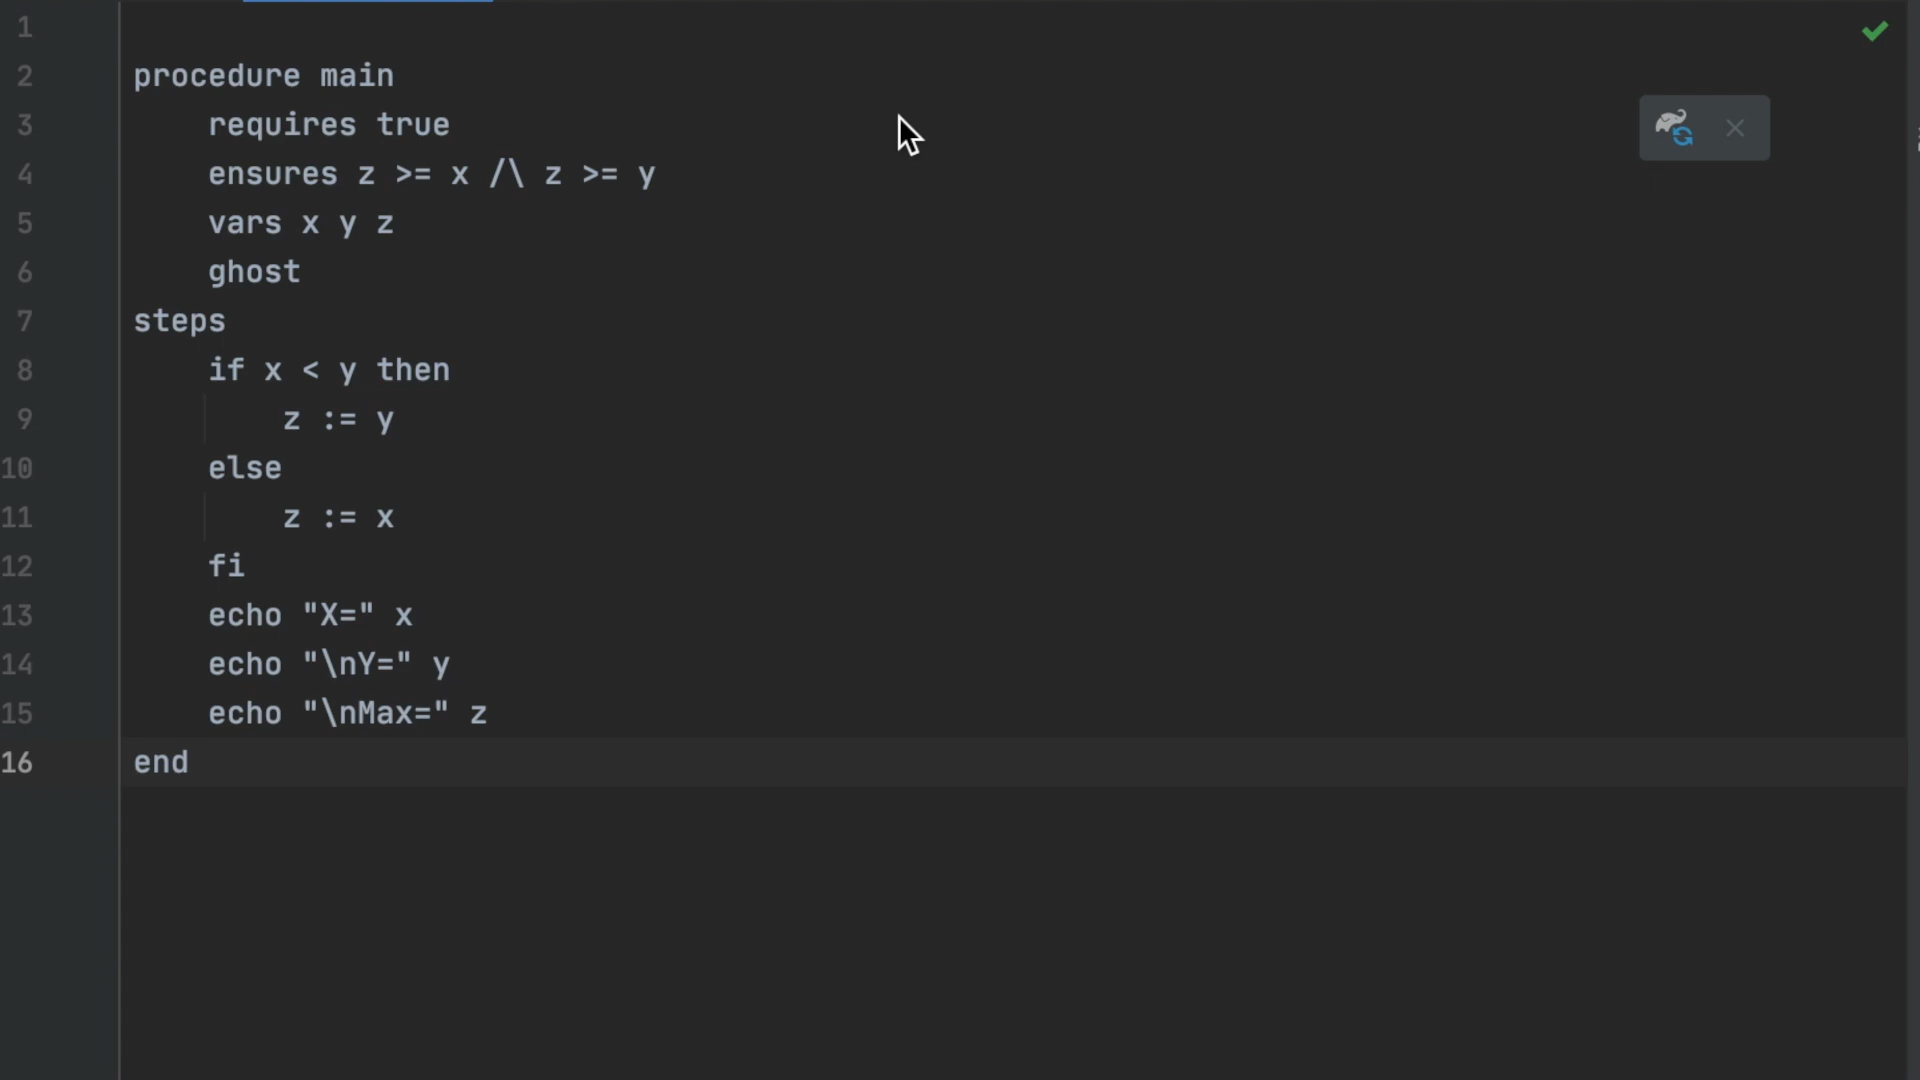 1
2 procedure main
3 requires true
4 ensures z >= x /\ z >= y
5 vars x y z
6 ghost
7 steps
8 if x < y then
9 z := y
10 else
11 z := x
12 fi
13 echo "X=" x
14 echo "\nY=" y
15 echo "\nMax=" z
16 end